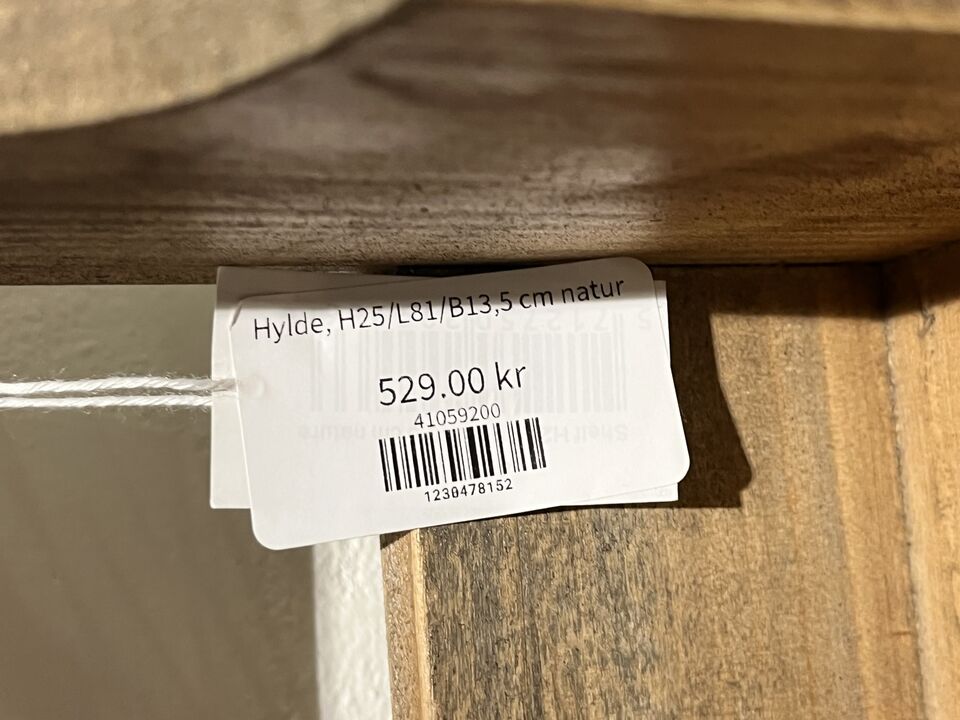 Hylde, H25/L81/B13,5 cm natur
529.00 kr
41059200
1230478152